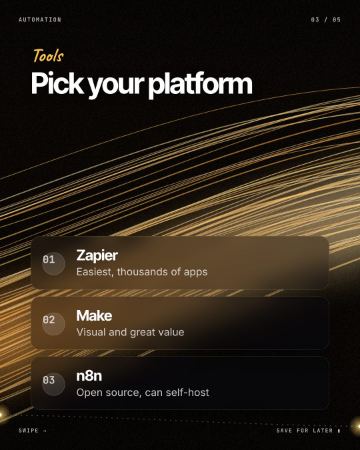 AUTOMATION
03 / 05
Tools
Pick your platform
01
Zapier
Easiest, thousands of apps
02
Make
Visual and great value
03
n8n
Open source, can self-host
SWIPE →
SAVE FOR LATER